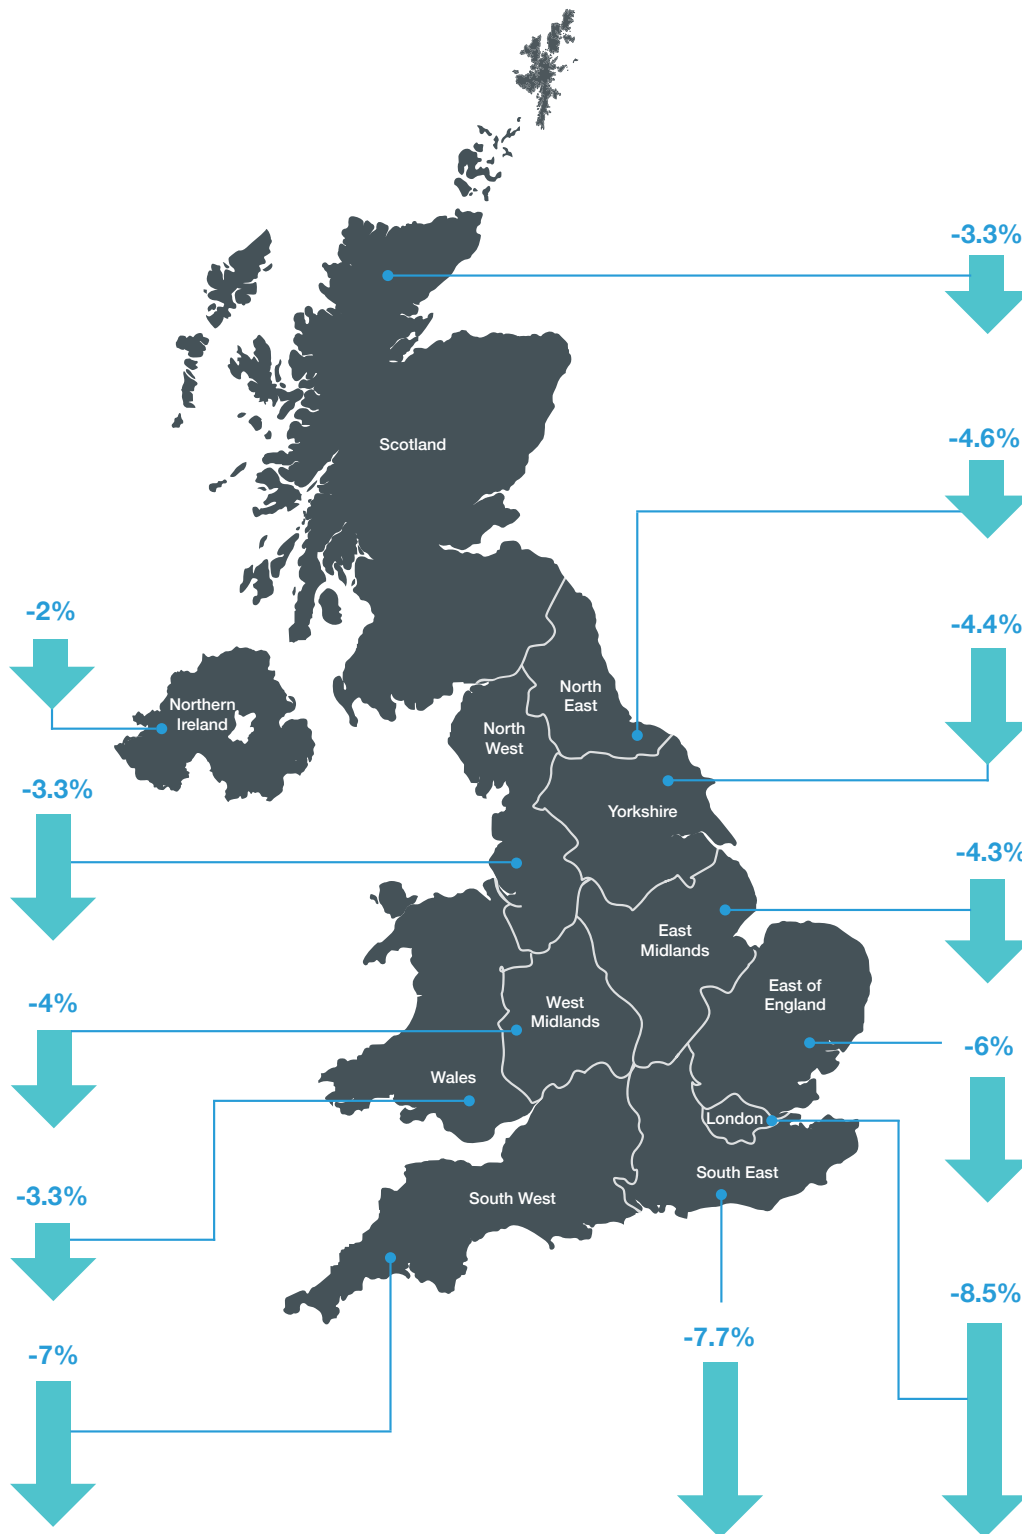 -3.3%
-4.6%
-4.4%
-4.3%
-6%
-8.5%
-7.7%
-2%
-3.3%
-4%
-3.3%
-7%
Scotland
Northern
Ireland
North
East
North
West
Yorkshire
East
Midlands
West
Midlands
East of
England
Wales
London
South East
South West